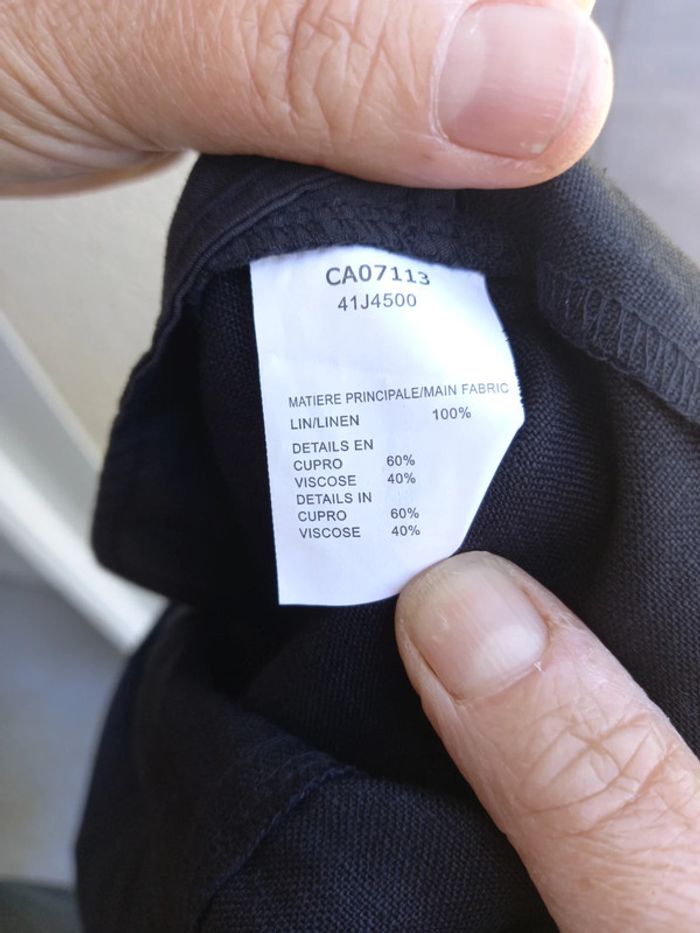 CA07113
41J4500
MATIERE PRINCIPALE/MAIN FABRIC
LIN/LINEN 100%
DETAILS EN
CUPRO 60%
VISCOSE 40%
DETAILS IN
CUPRO 60%
VISCOSE 40%